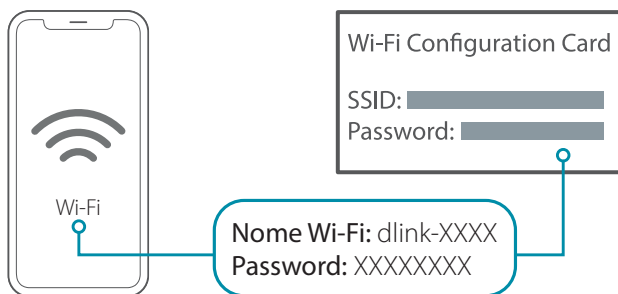 Wi-Fi Configuration Card
SSID:
Password:
Wi-Fi
Nome Wi-Fi: dlink-XXXX
Password: XXXXXXXX